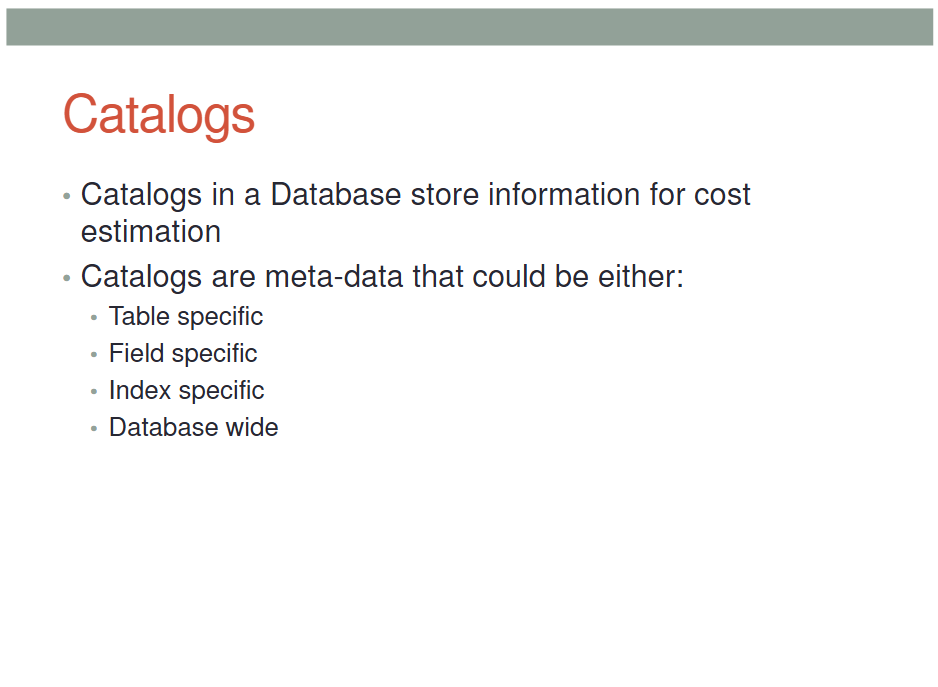 Catalogs
• Catalogs in a Database store information for cost
estimation
• Catalogs are meta-data that could be either:
• Table specific
• Field specific
• Index specific
• Database wide